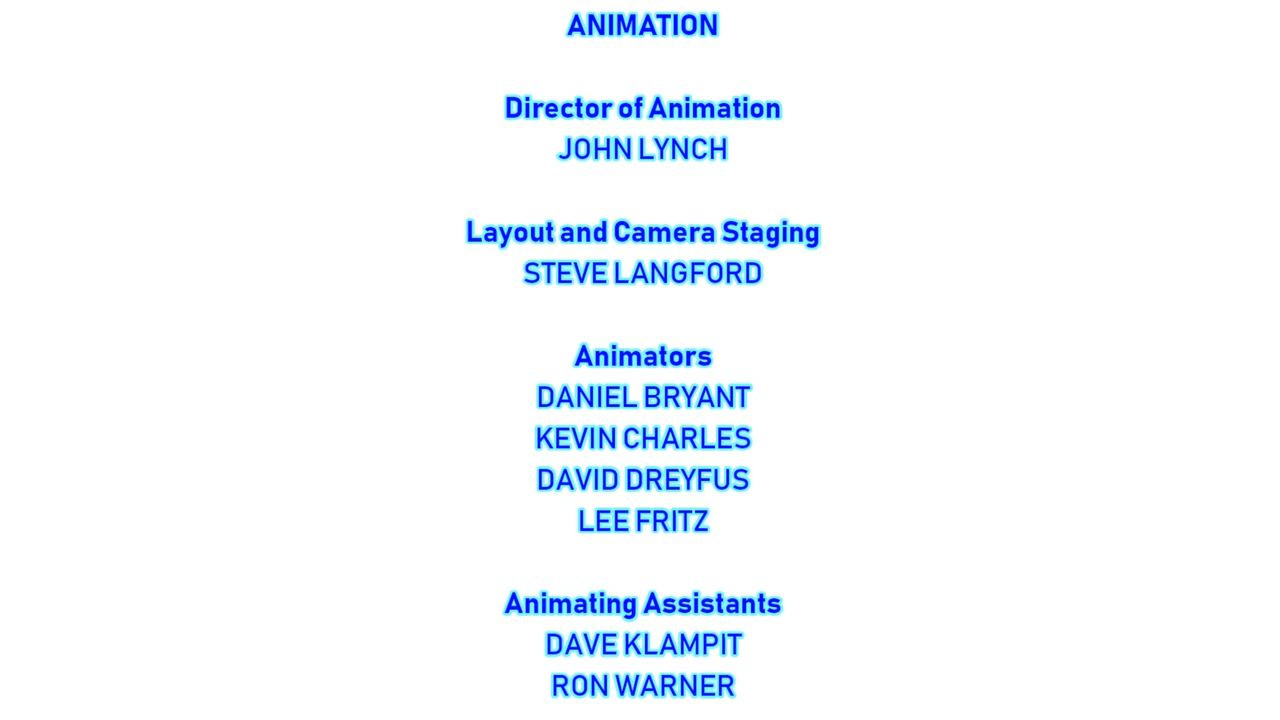 ANIMATION
Director of Animation
JOHN LYNCH
Layout and Camera Staging
STEVE LANGFORD
Animators
DANIEL BRYANT
KEVIN CHARLES
DAVID DREYFUS
LEE FRITZ
Animating Assistants
DAVE KLAMPIT
RON WARNER